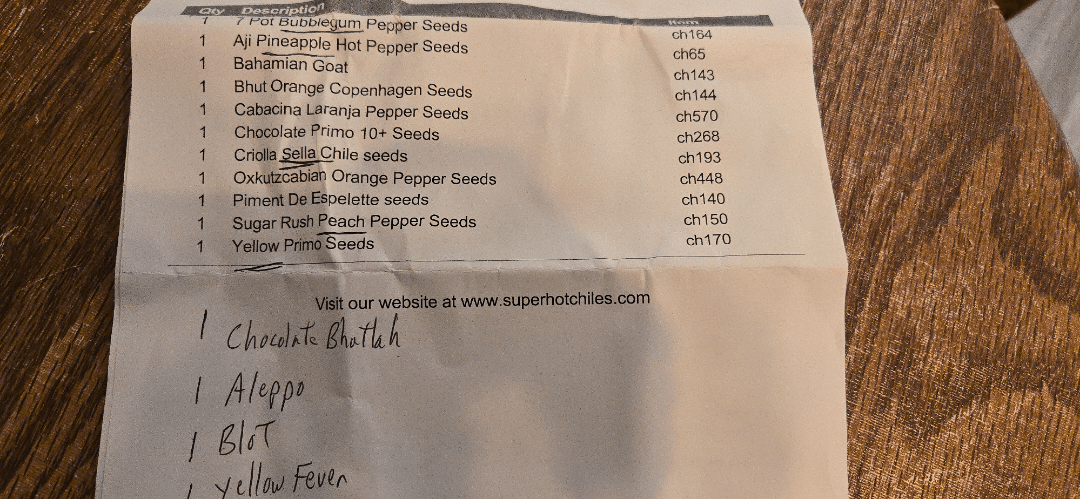 Qty Description Item
1 7 Pot Bubblegum Pepper Seeds ch164
1 Aji Pineapple Hot Pepper Seeds ch65
1 Bahamian Goat ch143
1 Bhut Orange Copenhagen Seeds ch144
1 Cabacina Laranja Pepper Seeds ch570
1 Chocolate Primo 10+ Seeds ch268
1 Criolla Sella Chile seeds ch193
1 Oxkutzcabian Orange Pepper Seeds ch448
1 Piment De Espelette seeds ch140
1 Sugar Rush Peach Pepper Seeds ch150
1 Yellow Primo Seeds ch170
Visit our website at www.superhotchiles.com
1 Chocolate Bhutlah
1 Aleppo
1 BloT
1 Yellow Fever